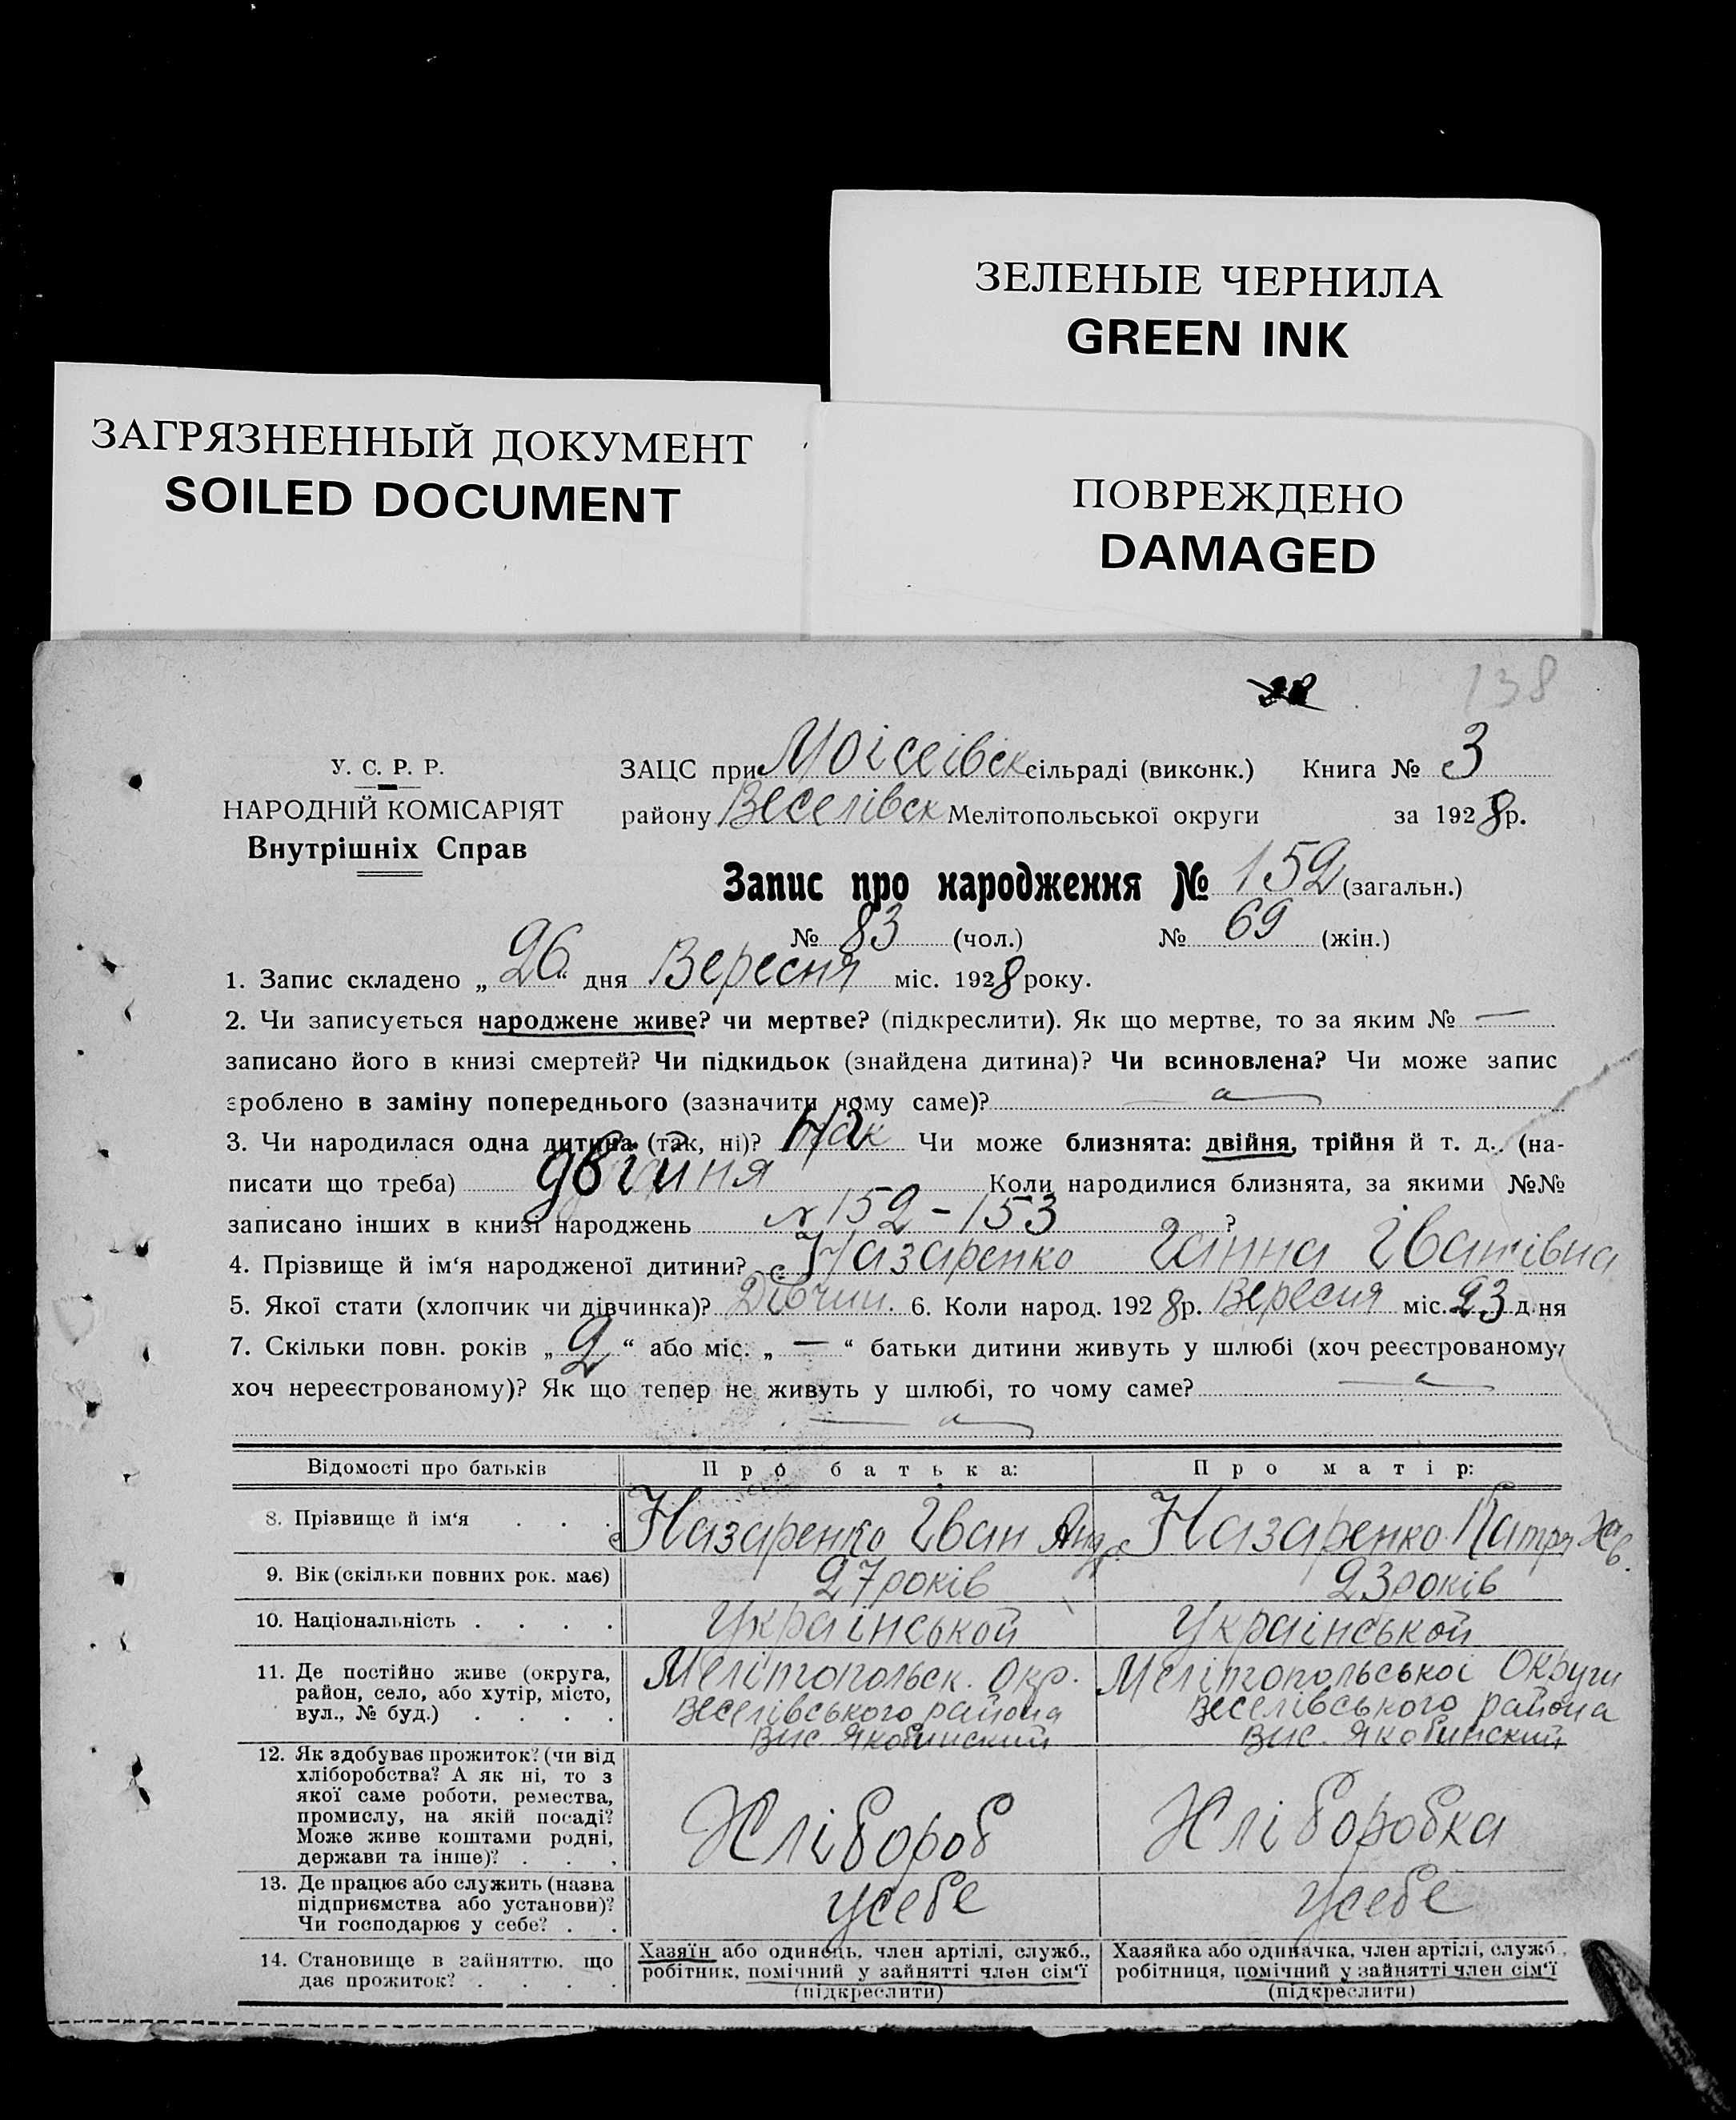 ЗЕЛЕНЫЕ ЧЕРНИЛА
GREEN INK
ЗАГРЯЗНЕННЫЙ ДОКУМЕНТ
SOILED DOCUMENT
ПОВРЕЖДЕНО
DAMAGED
138
У. С. Р. Р.
НАРОДНІЙ КОМІСАРІЯТ
Внутрішніх Справ
ЗАЦС при Моісеівск сільраді (виконк.) Книга № 3
району Веселівск Мелітопольської округи за 1928 р.
Запис про народження № 152 (загальн.)
№ 83 (чол.) № 69 (жін.)
1. Запис складено „ 26 " дня Вересня міс. 1928 року.
2. Чи записується народжене живе? чи мертве? (підкреслити). Як що мертве, то за яким № —
записано його в книзі смертей? Чи підкидьок (знайдена дитина)? Чи всиновлена? Чи може запис
зроблено в заміну попереднього (зазначити чому саме)?
3. Чи народилася одна дитина (так, ні)? Чи може близнята: двійня, трійня й т. д. (на-
писати що треба) двійня Коли народилися близнята, за якими №№
записано інших в книзі народжень № 152 – 153 ?
4. Прізвище й ім'я народженої дитини? Назаренко Ганна Іванівна
5. Якої стати (хлопчик чи дівчинка)? Дівчин. 6. Коли народ. 1928 р. Вересня міс. 23 дня
7. Скільки повн. років „ 2 " або міс. „ — " батьки дитини живуть у шлюбі (хоч реєстрованому,
хоч нереєстрованому)? Як що тепер не живуть у шлюбі, то чому саме?
Відомості про батьків Про батька: Про матір:
8. Прізвище й ім'я . . . Назаренко Іван Анд Назаренко Патря
9. Вік (скільки повних рок. має) 27 років 23 років
10. Національність . . . . Українськой Українськой
11. Де постійно живе (округа,
район, село, або хутір, місто,
вул., № буд.) . . . .
Мелітопольск. Окр.
Веселівського района
Вис. Якобинский
Мелітопольськоі Округи
Веселівського района
Вис. Якобинский
12. Як здобуває прожиток? (чи від
хліборобства? А як ні, то з
якої саме роботи, ремества,
промислу, на якій посаді?
Може живе коштами родні,
держави та інше)? . . .
Хлібороб
Хліборобка
13. Де працює або служить (назва
підприємства або установи)?
Чи господарює у себе? . .
усебе
усебе
14. Становище в зайняттю, що
дає прожиток? . . . .
Хазяїн або одинець, член артілі, служб.,
робітник, помічний у зайнятті член сім'ї
(підкреслити)
Хазяйка або одиначка, член артілі, служб.,
робітниця, помічний у зайнятті член сім'ї
(підкреслити)